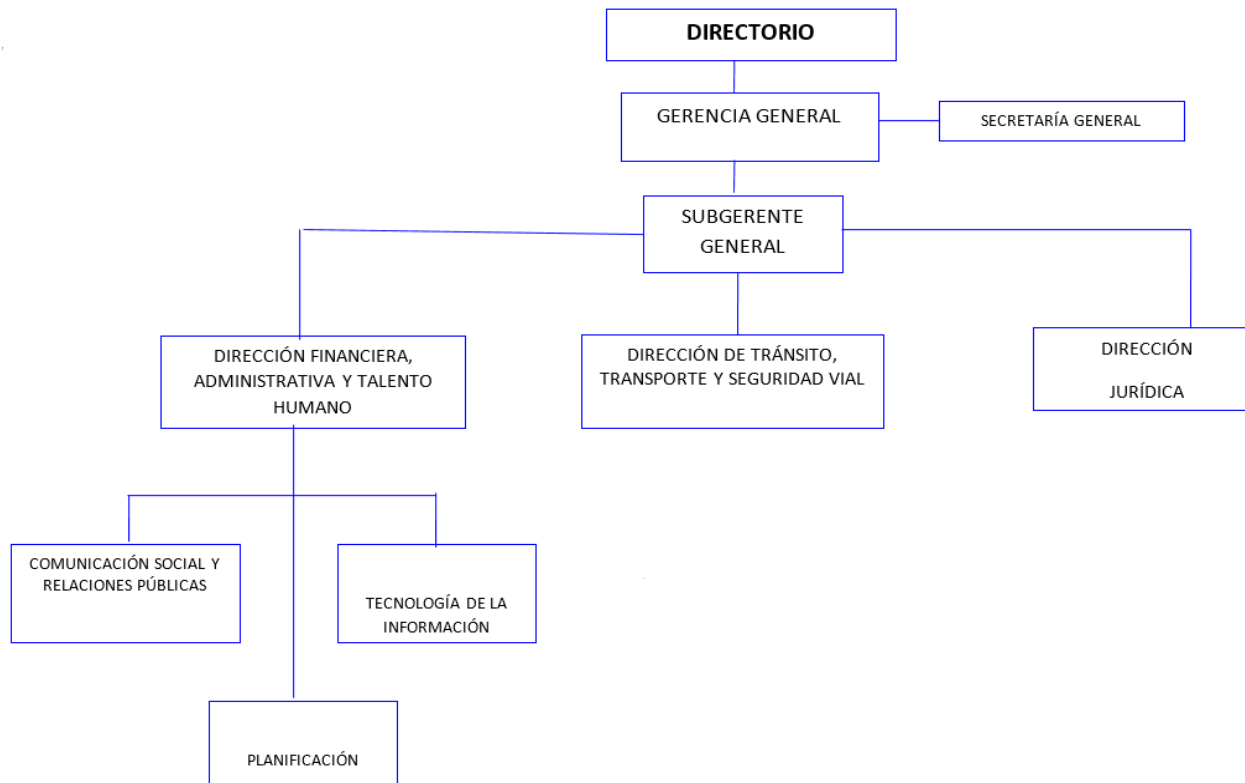 DIRECTORIO
GERENCIA GENERAL
SECRETARÍA GENERAL
SUBGERENTE
GENERAL
DIRECCIÓN FINANCIERA,
ADMINISTRATIVA Y TALENTO
HUMANO
DIRECCIÓN DE TRÁNSITO,
TRANSPORTE Y SEGURIDAD VIAL
DIRECCIÓN
JURÍDICA
COMUNICACIÓN SOCIAL Y
RELACIONES PÚBLICAS
TECNOLOGÍA DE LA
INFORMACIÓN
PLANIFICACIÓN